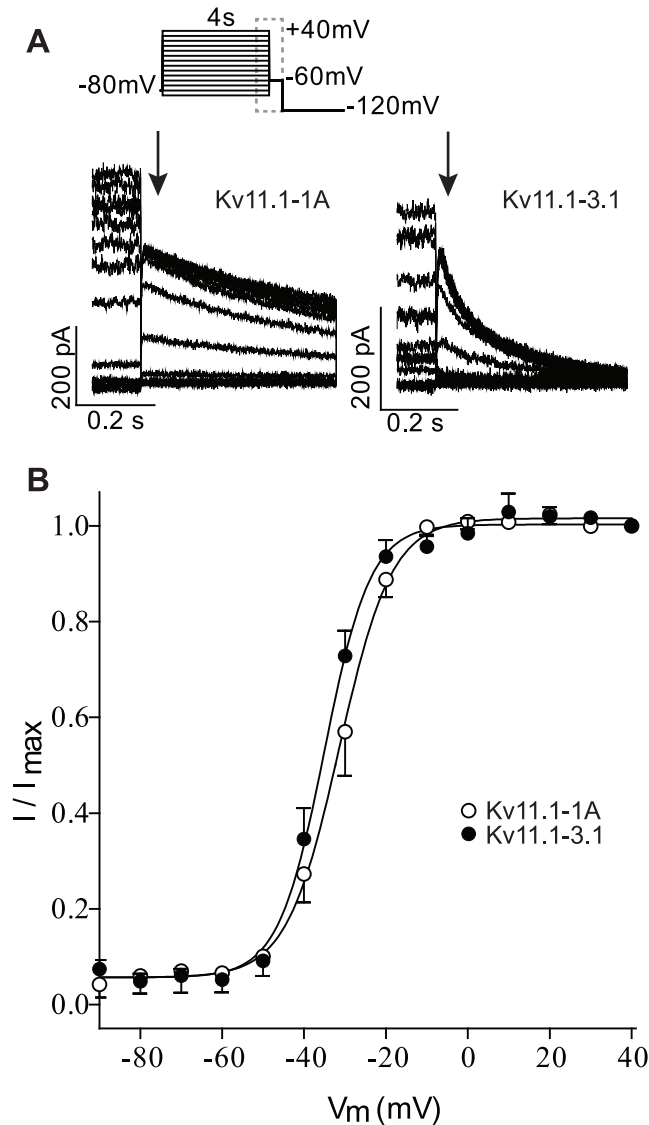 A
4s
+40mV
-80mV
-60mV
-120mV
Kv11.1-1A
Kv11.1-3.1
200 pA
0.2 s
200 pA
0.2 s
B
1.0
0.8
0.6
0.4
0.2
0.0
I / Imax
Kv11.1-1A
Kv11.1-3.1
-80 -60 -40 -20 0 20 40
Vm (mV)